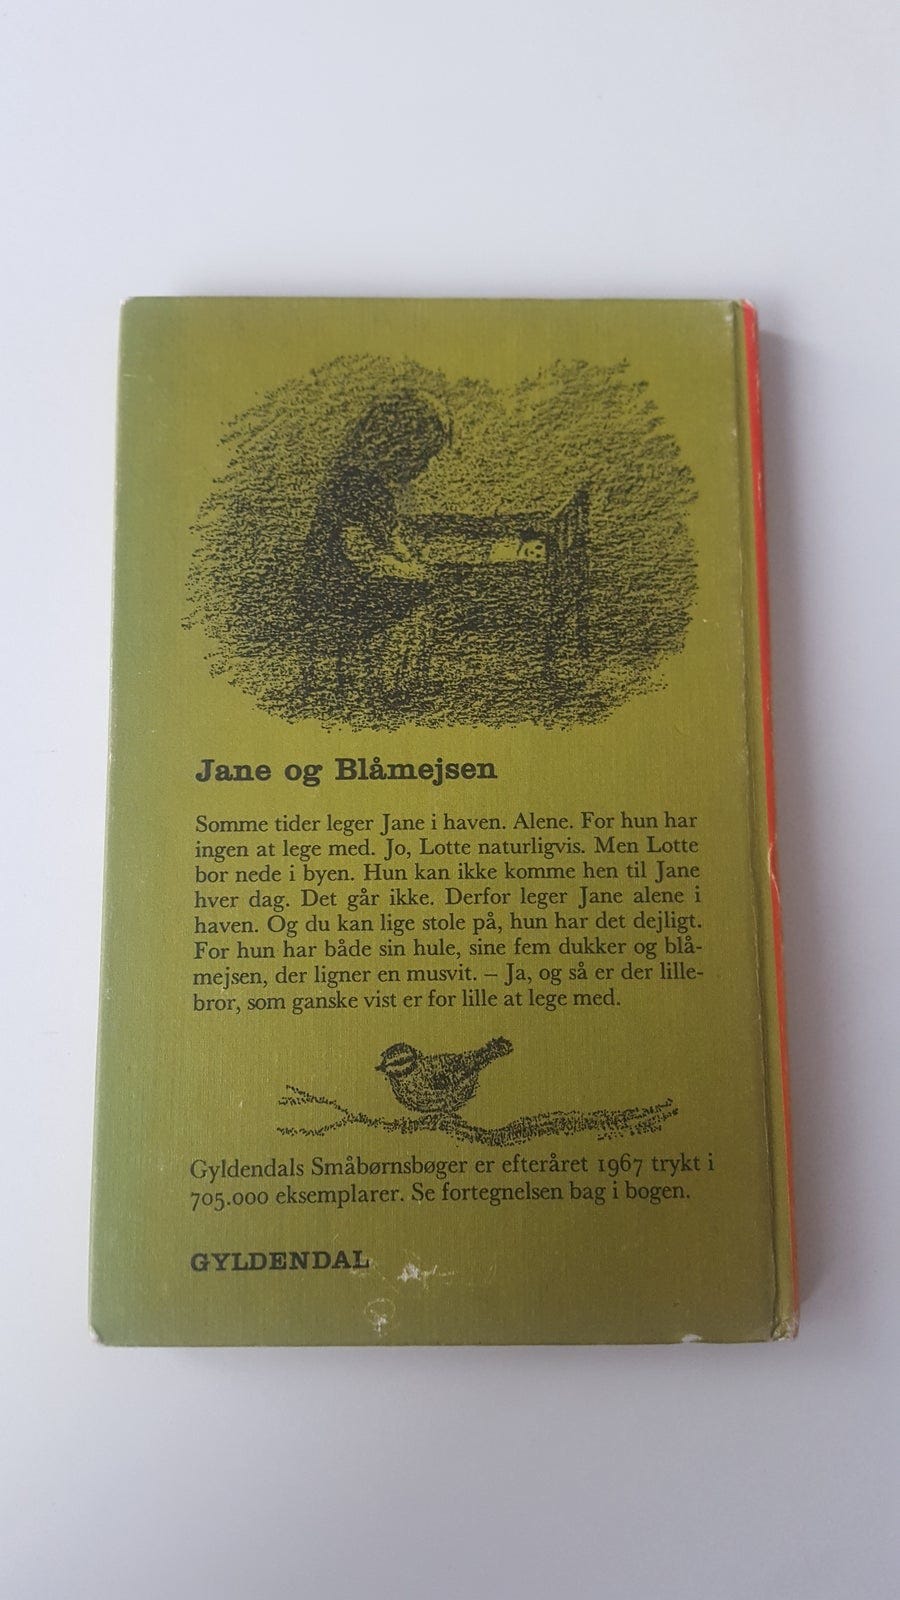 Jane og Blåmejsen
Somme tider leger Jane i haven. Alene. For hun har
ingen at lege med. Jo, Lotte naturligvis. Men Lotte
bor nede i byen. Hun kan ikke komme hen til Jane
hver dag. Det går ikke. Derfor leger Jane alene i
haven. Og du kan lige stole på, hun har det dejligt.
For hun har både sin hule, sine fem dukker og blå-
mejsen, der ligner en musvit. – Ja, og så er der lille-
bror, som ganske vist er for lille at lege med.
Gyldendals Småbørnsbøger er efteråret 1967 trykt i
705.000 eksemplarer. Se fortegnelsen bag i bogen.
GYLDENDAL